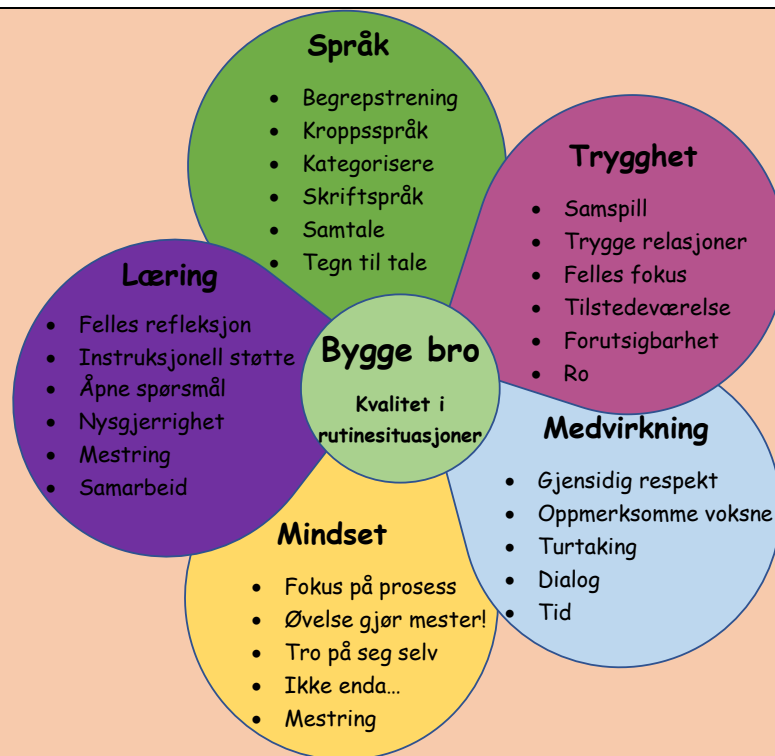 Språk
• Begrepstrening
• Kroppsspråk
• Kategorisere
• Skriftspråk
• Samtale
• Tegn til tale
Trygghet
• Samspill
• Trygge relasjoner
• Felles fokus
• Tilstedeværelse
• Forutsigbarhet
• Ro
Læring
• Felles refleksjon
• Instruksjonell støtte
• Åpne spørsmål
• Nysgjerrighet
• Mestring
• Samarbeid
Bygge bro
Kvalitet i
rutinesituasjoner
Medvirkning
• Gjensidig respekt
• Oppmerksomme voksne
• Turtaking
• Dialog
• Tid
Mindset
• Fokus på prosess
• Øvelse gjør mester!
• Tro på seg selv
• Ikke enda…
• Mestring